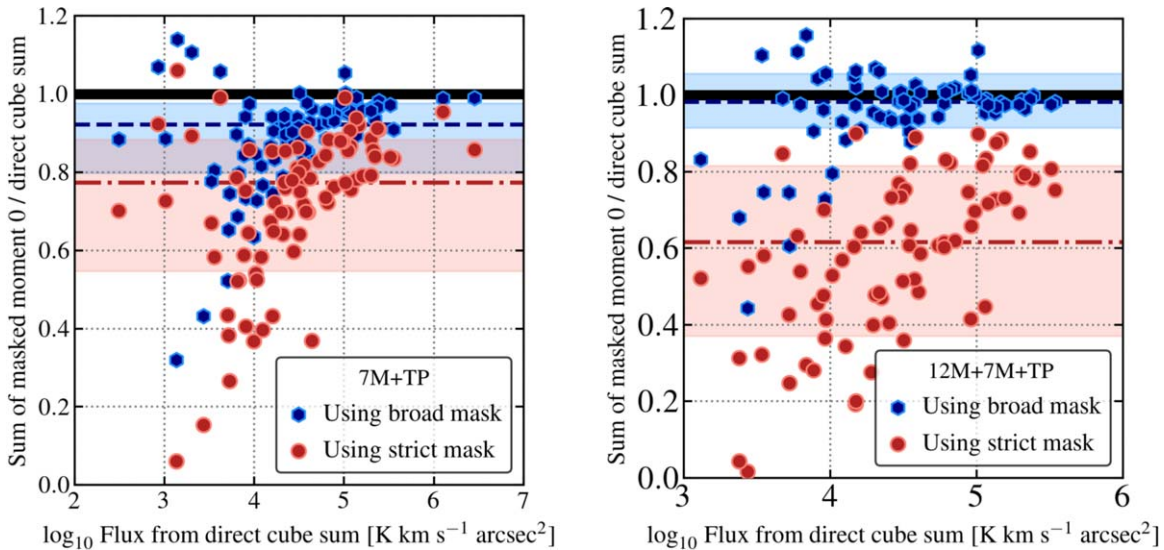 Sum of masked moment 0 / direct cube sum
1.2
1.0
0.8
0.6
0.4
0.2
0.0
2
3
4
5
6
7
log₁₀ Flux from direct cube sum [K km s⁻¹ arcsec²]
7M+TP
Using broad mask
Using strict mask
Sum of masked moment 0 / direct cube sum
1.2
1.0
0.8
0.6
0.4
0.2
0.0
3
4
5
6
log₁₀ Flux from direct cube sum [K km s⁻¹ arcsec²]
12M+7M+TP
Using broad mask
Using strict mask